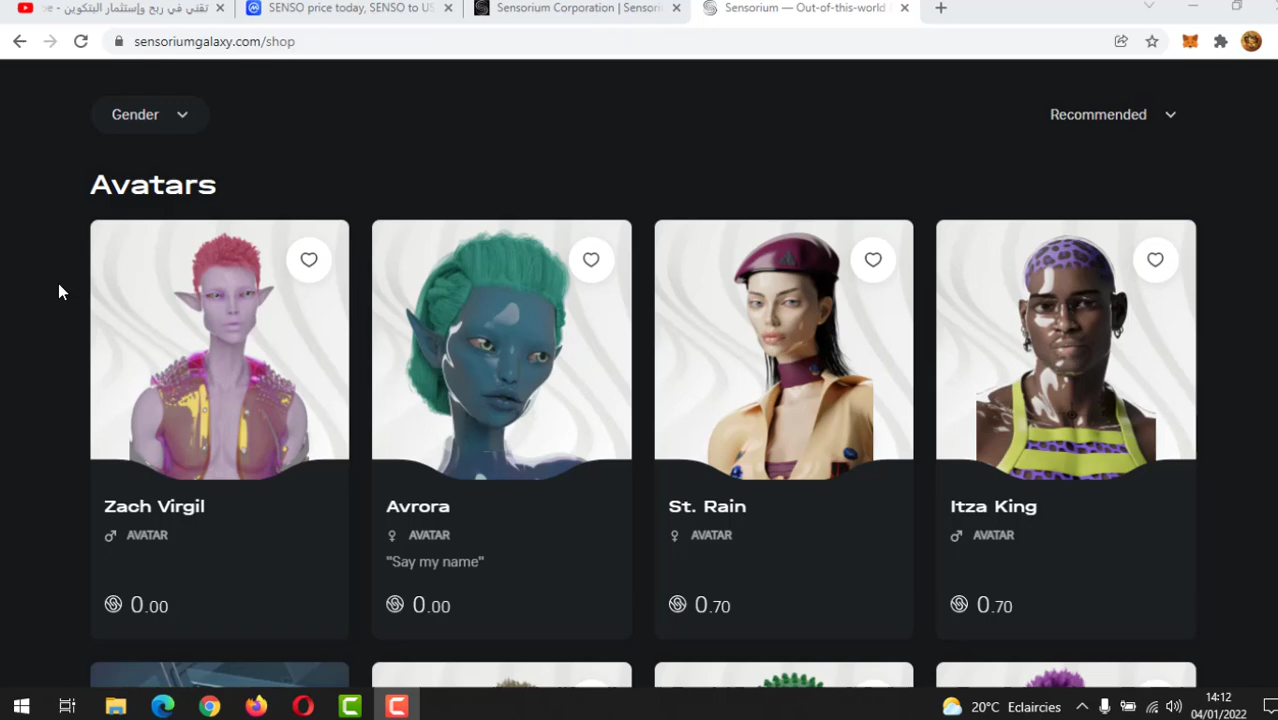 تقني في ربح وإستثمار البتكوين - be
SENSO price today, SENSO to US
Sensorium Corporation | Sensori
Sensorium — Out-of-this-world
sensoriumgalaxy.com/shop
Gender
Recommended
Avatars
Zach Virgil
AVATAR
0.00
Avrora
AVATAR
"Say my name"
0.00
St. Rain
AVATAR
0.70
Itza King
AVATAR
0.70
20°C Eclaircies
14:12
04/01/2022